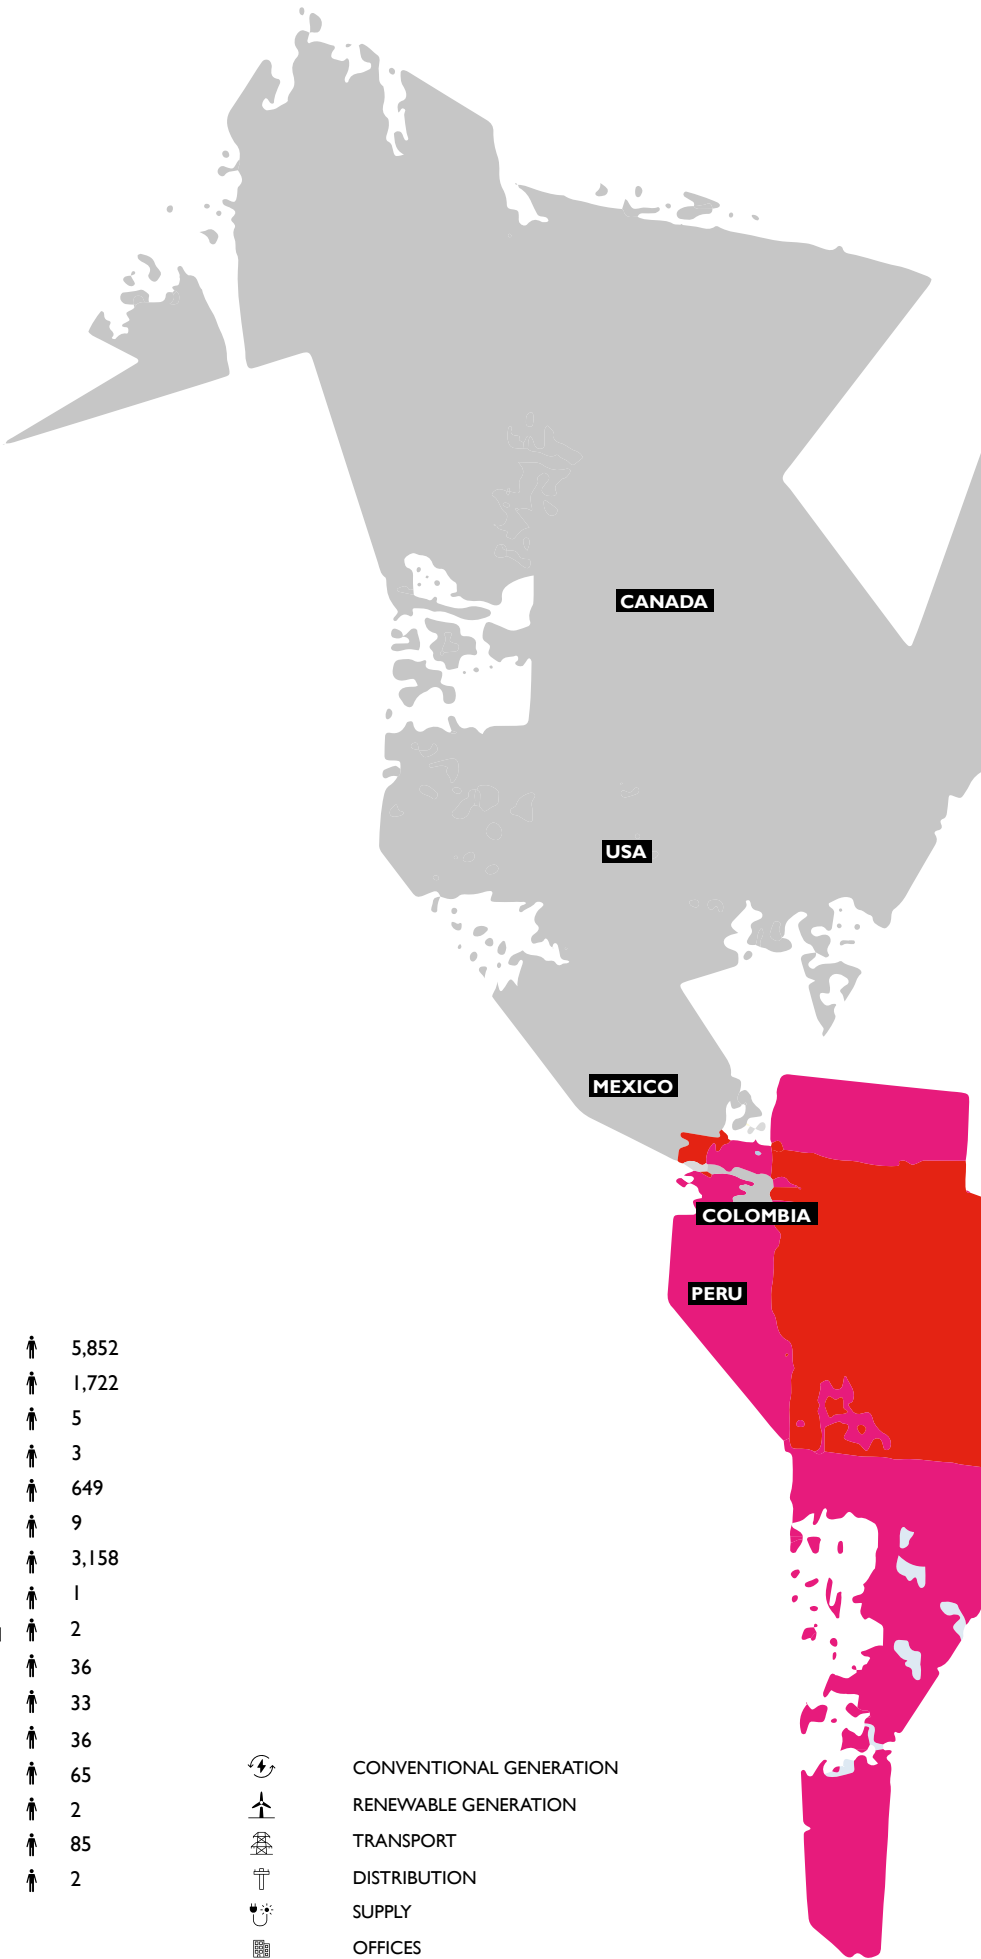 CANADA
USA
MEXICO
COLOMBIA
PERU
5,852
1,722
5
3
649
9
3,158
1
2
36
33
36
65
2
85
2
CONVENTIONAL GENERATION
RENEWABLE GENERATION
TRANSPORT
DISTRIBUTION
SUPPLY
OFFICES